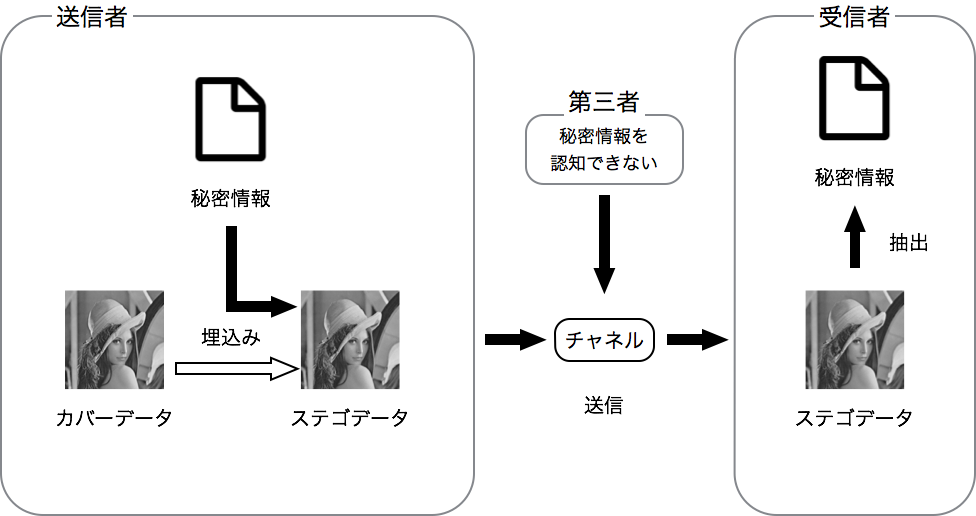 送信者
秘密情報
埋込み
カバーデータ
ステゴデータ
第三者
秘密情報を
認知できない
チャネル
送信
受信者
秘密情報
抽出
ステゴデータ